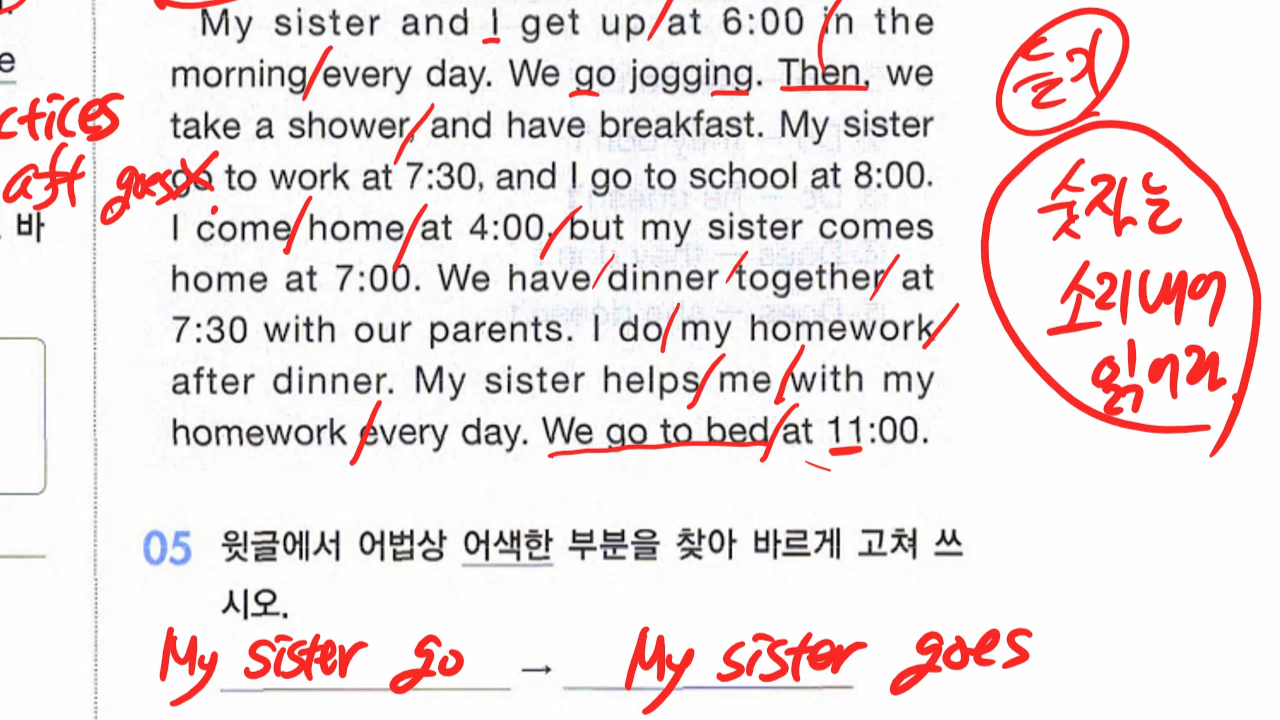 My sister and I get up at 6:00 in the
morning every day. We go jogging. Then, we
take a shower, and have breakfast. My sister
go to work at 7:30, and I go to school at 8:00.
I come home at 4:00, but my sister comes
home at 7:00. We have dinner together at
7:30 with our parents. I do my homework
after dinner. My sister helps me with my
homework every day. We go to bed at 11:00.
e
ctices
aft goes
바
듣기
숫자는
소리내어
읽어라.
05 윗글에서 어법상 어색한 부분을 찾아 바르게 고쳐 쓰
시오.
My sister go → My sister goes